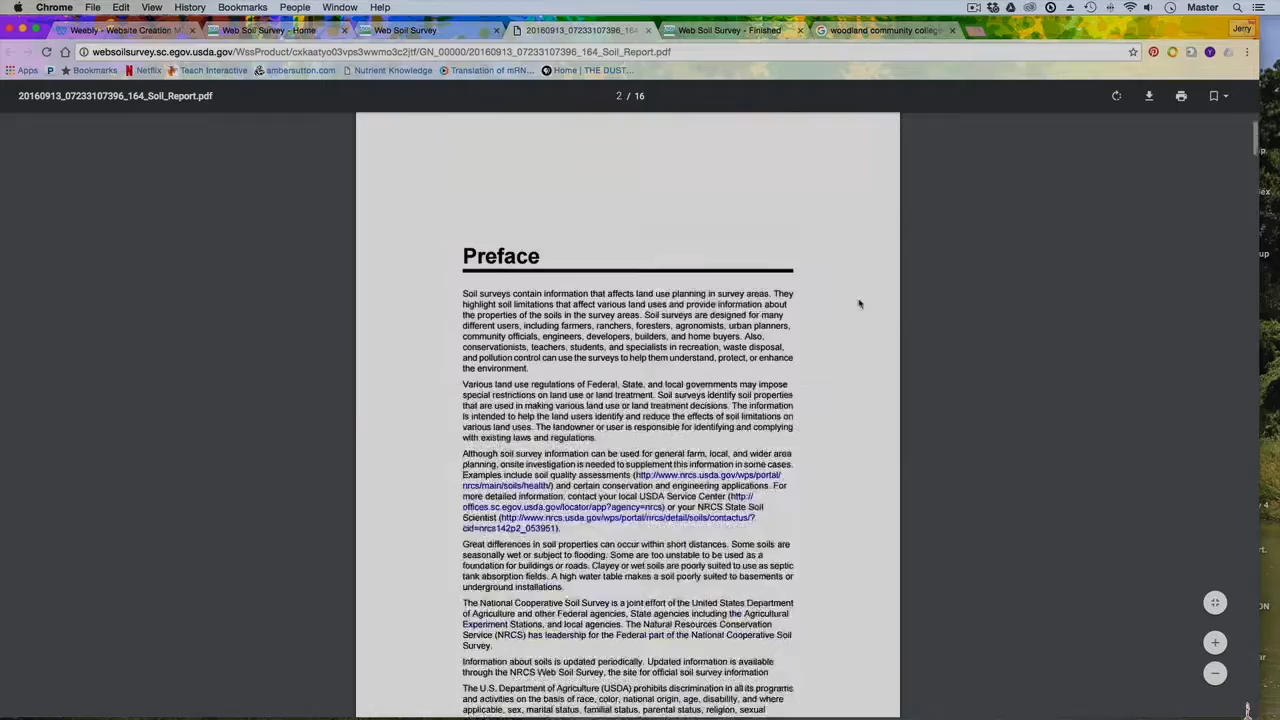 Chrome File Edit View History Bookmarks People Window Help Master
Weebly - Website Creation M Web Soil Survey - Home Web Soil Survey 20160913_07233107396_164 Web Soil Survey - Finished woodland community colleg Jerry
websoilsurvey.sc.egov.usda.gov/WssProduct/cxkaatyo03vps3wwmo3c2jtf/GN_00000/20160913_07233107396_164_Soil_Report.pdf
Apps Bookmarks Netflix Teach Interactive ambersutton.com Nutrient Knowledge Translation of mRN... Home | THE DUST...
20160913_07233107396_164_Soil_Report.pdf 2 / 16
Preface
Soil surveys contain information that affects land use planning in survey areas. They
highlight soil limitations that affect various land uses and provide information about
the properties of the soils in the survey areas. Soil surveys are designed for many
different users, including farmers, ranchers, foresters, agronomists, urban planners,
community officials, engineers, developers, builders, and home buyers. Also,
conservationists, teachers, students, and specialists in recreation, waste disposal,
and pollution control can use the surveys to help them understand, protect, or enhance
the environment.
Various land use regulations of Federal, State, and local governments may impose
special restrictions on land use or land treatment. Soil surveys identify soil properties
that are used in making various land use or land treatment decisions. The information
is intended to help the land users identify and reduce the effects of soil limitations on
various land uses. The landowner or user is responsible for identifying and complying
with existing laws and regulations.
Although soil survey information can be used for general farm, local, and wider area
planning, onsite investigation is needed to supplement this information in some cases.
Examples include soil quality assessments (http://www.nrcs.usda.gov/wps/portal/
nrcs/main/soils/health/) and certain conservation and engineering applications. For
more detailed information, contact your local USDA Service Center (http://
offices.sc.egov.usda.gov/locator/app?agency=nrcs) or your NRCS State Soil
Scientist (http://www.nrcs.usda.gov/wps/portal/nrcs/detail/soils/contactus/?
cid=nrcs142p2_053951).
Great differences in soil properties can occur within short distances. Some soils are
seasonally wet or subject to flooding. Some are too unstable to be used as a
foundation for buildings or roads. Clayey or wet soils are poorly suited to use as septic
tank absorption fields. A high water table makes a soil poorly suited to basements or
underground installations.
The National Cooperative Soil Survey is a joint effort of the United States Department
of Agriculture and other Federal agencies, State agencies including the Agricultural
Experiment Stations, and local agencies. The Natural Resources Conservation
Service (NRCS) has leadership for the Federal part of the National Cooperative Soil
Survey.
Information about soils is updated periodically. Updated information is available
through the NRCS Web Soil Survey, the site for official soil survey information
The U.S. Department of Agriculture (USDA) prohibits discrimination in all its programs
and activities on the basis of race, color, national origin, age, disability, and where
applicable, sex, marital status, familial status, parental status, religion, sexual